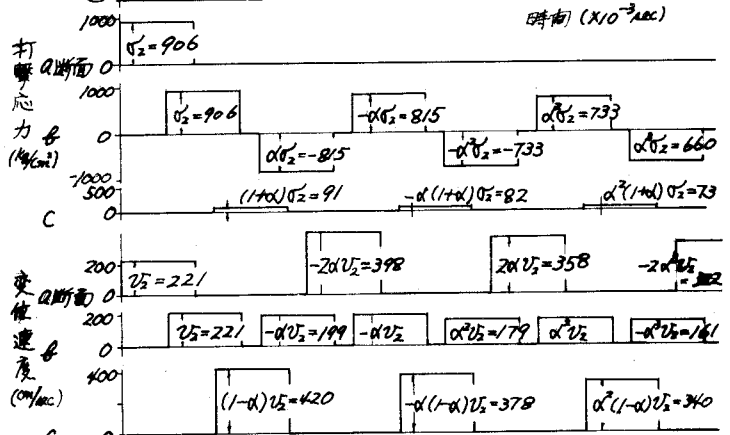 時間 (×10⁻³sec)
打撃応力 (kg/cm²)
1000
0
a断面
σ₂=906
1000
0
-1000
b
σ₂=906
ασ₂=-815
-ασ₂=815
-α²σ₂=-733
α²σ₂=733
α³σ₂=660
500
0
C
(1+α)σ₂=91
-α(1+α)σ₂=82
α²(1+α)σ₂=73
変位速度 (cm/sec)
200
0
a断面
v₂=221
-2αv₂=398
2αv₂=358
200
0
b
v₂=221
-αv₂=199
-αv₂
α²v₂=179
α²v₂
-α³v₂=161
400
0
(1-α)v₂=420
-α(1-α)v₂=378
α²(1-α)v₂=340